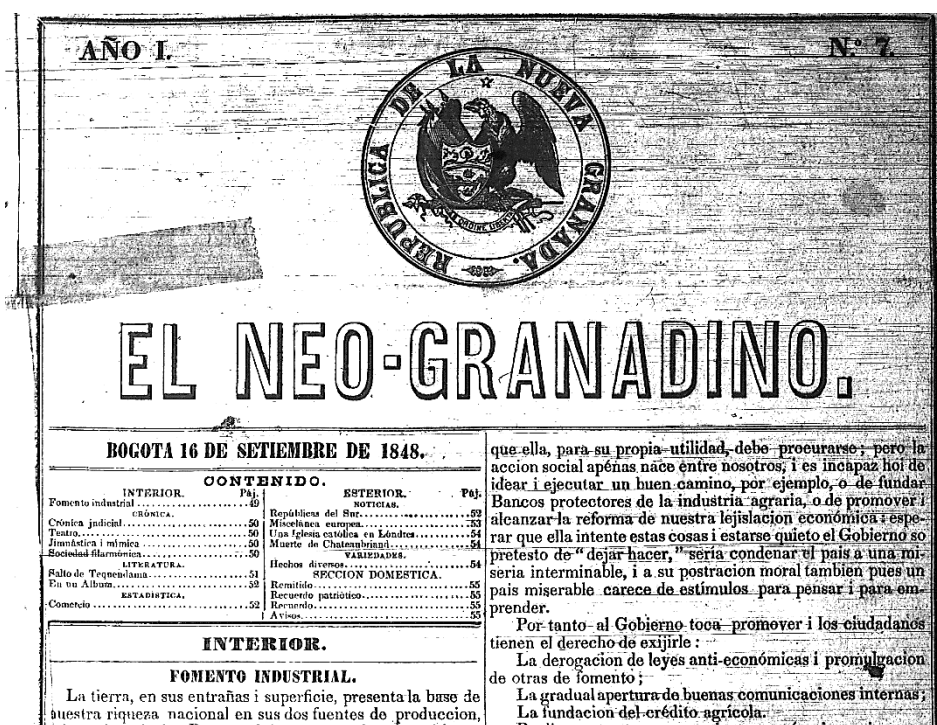 AÑO I.
N.º 7.
REPUBLICA DE LA NUEVA GRANADA.
EL NEO-GRANADINO.
BOGOTA 16 DE SETIEMBRE DE 1848.
CONTENIDO.
INTERIOR. Páj.
Fomento industrial ................ 49
CRÓNICA.
Crónica judicial................ 50
Teatro................ 50
Jimnástica i mímica ................ 50
Sociedad filarmónica................ 50
LITERATURA.
Salto de Tequendama................ 51
En un Album................ 52
ESTADISTICA.
Comercio ................ 52
ESTERIOR. Páj.
NOTICIAS.
Repúblicas del Sur................ 52
Miscelánea europea................ 53
Una Iglesia católica en Lóndres................ 54
Muerte de Chateaubriand................ 54
VARIEDADES.
Hechos diversos................ 54
SECCION DOMESTICA.
Remitido ................ 55
Recuerdo patriótico................ 55
Recuerdo................ 55
Avisos................ 55
INTERIOR.
FOMENTO INDUSTRIAL.
La tierra, en sus entrañas i superficie, presenta la base de
nuestra riqueza nacional en sus dos fuentes de produccion,
que ella, para su propia utilidad, debe procurarse; pero la
accion social apénas nace entre nosotros, i es incapaz hoi de
idear i ejecutar un buen camino, por ejemplo, o de fundar
Bancos protectores de la industria agraria, o de promover i
alcanzar la reforma de nuestra lejislacion económica: espe-
rar que ella intente estas cosas i estarse quieto el Gobierno so
pretesto de "dejar hacer," seria condenar el pais a una mi-
seria interminable, i a su postracion moral tambien pues un
pais miserable carece de estímulos para pensar i para em-
prender.
Por tanto al Gobierno toca promover i los ciudadanos
tienen el derecho de exijirle:
La derogacion de leyes anti-económicas i promulgacion
de otras de fomento;
La gradual apertura de buenas comunicaciones internas;
La fundacion del crédito agrícola.